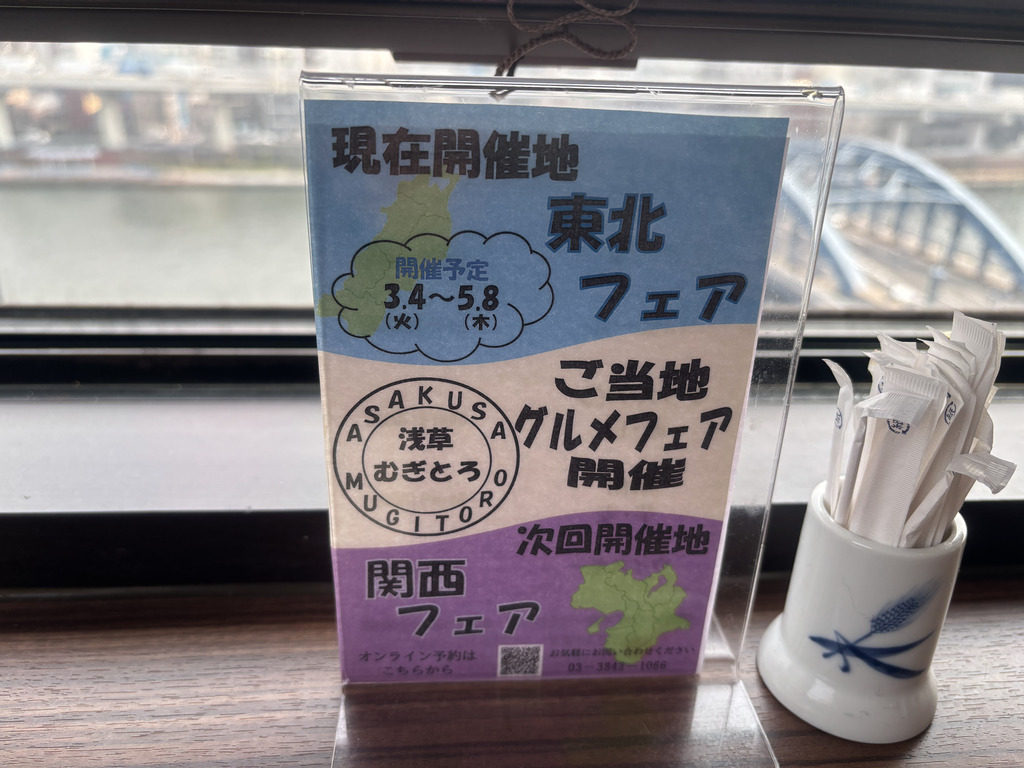 現在開催地
東北
フェア
開催予定
3.4～5.8
(火) (木)
ご当地
グルメフェア
開催
ASAKUSA
浅草
むぎとろ
MUGITORO
次回開催地
関西
フェア
オンライン予約は
こちらから
お気軽にお問い合わせください
03-3842-1066